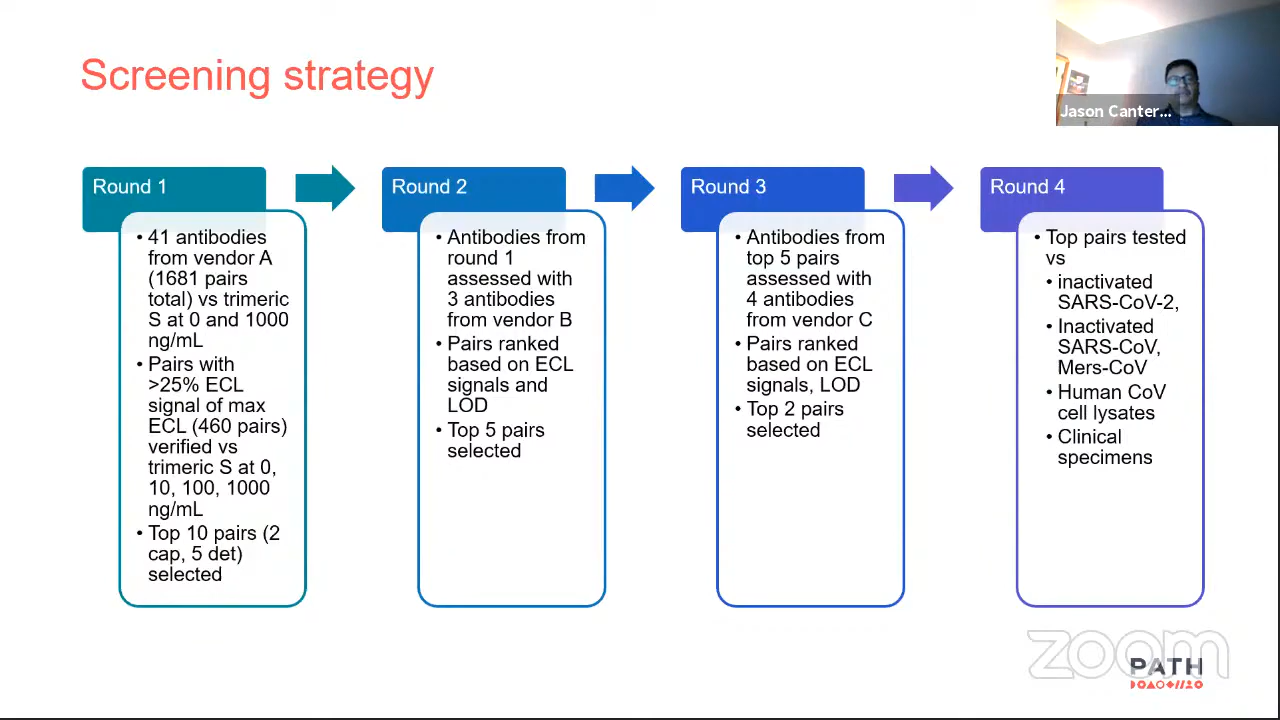 Screening strategy
Jason Canter...
Round 1
• 41 antibodies
from vendor A
(1681 pairs
total) vs trimeric
S at 0 and 1000
ng/mL
• Pairs with
>25% ECL
signal of max
ECL (460 pairs)
verified vs
trimeric S at 0,
10, 100, 1000
ng/mL
• Top 10 pairs (2
cap, 5 det)
selected
Round 2
• Antibodies from
round 1
assessed with
3 antibodies
from vendor B
• Pairs ranked
based on ECL
signals and
LOD
• Top 5 pairs
selected
Round 3
• Antibodies from
top 5 pairs
assessed with
4 antibodies
from vendor C
• Pairs ranked
based on ECL
signals, LOD
• Top 2 pairs
selected
Round 4
• Top pairs tested
vs
• inactivated
SARS-CoV-2,
• Inactivated
SARS-CoV,
Mers-CoV
• Human CoV
cell lysates
• Clinical
specimens
zoom
PATH